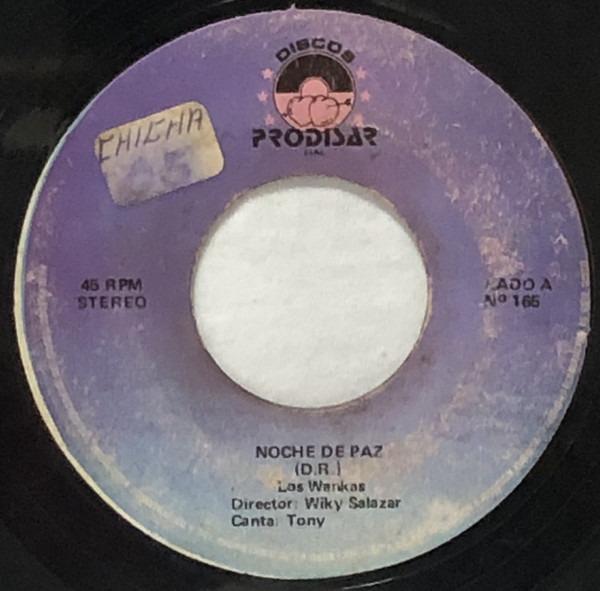 DISCOS
PRODISAR
CHICHA
45 RPM
STEREO
LADO A
Nº 165
NOCHE DE PAZ
(D.R.)
Los Wankas
Director: Wiky Salazar
Canta: Tony